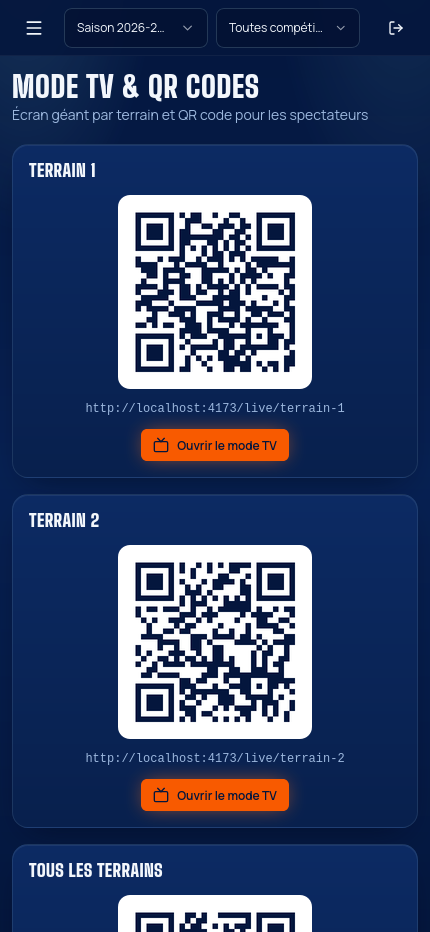 Saison 2026-2...
Toutes compéti...
MODE TV & QR CODES
Écran géant par terrain et QR code pour les spectateurs
TERRAIN 1
http://localhost:4173/live/terrain-1
Ouvrir le mode TV
TERRAIN 2
http://localhost:4173/live/terrain-2
Ouvrir le mode TV
TOUS LES TERRAINS